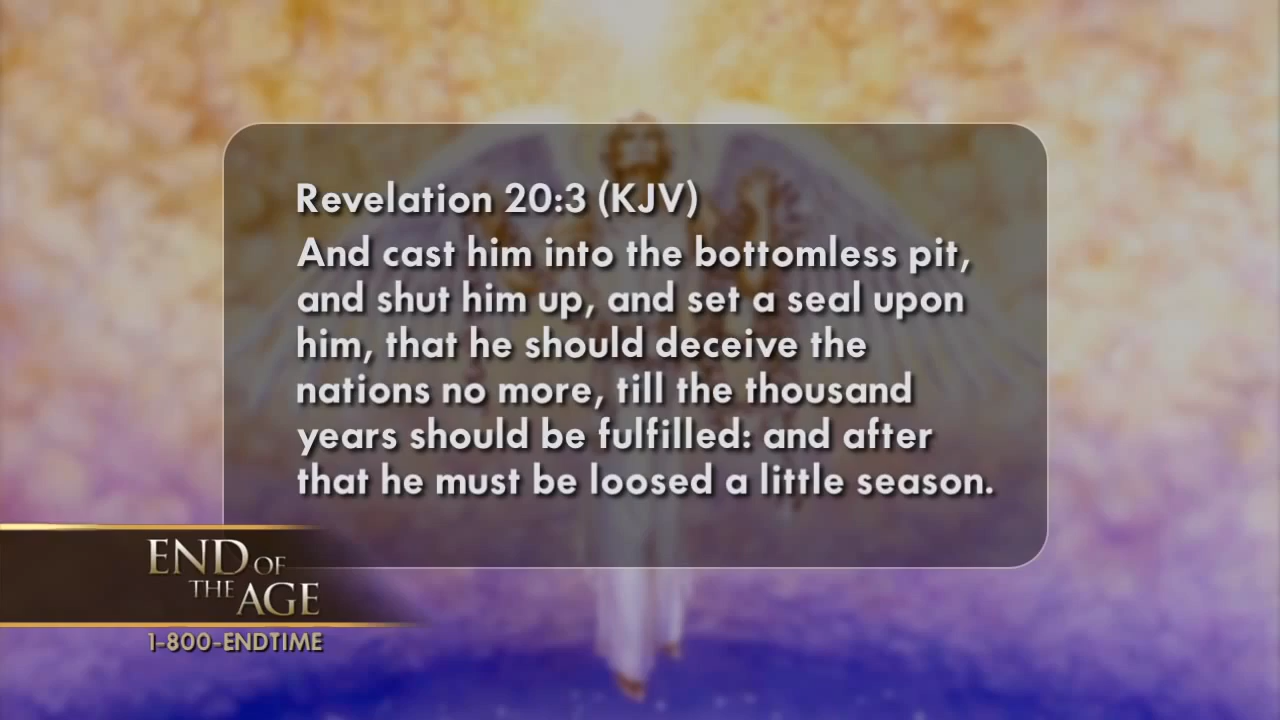 Revelation 20:3 (KJV)
And cast him into the bottomless pit,
and shut him up, and set a seal upon
him, that he should deceive the
nations no more, till the thousand
years should be fulfilled: and after
that he must be loosed a little season.
END OF
THE AGE
1-800-ENDTIME